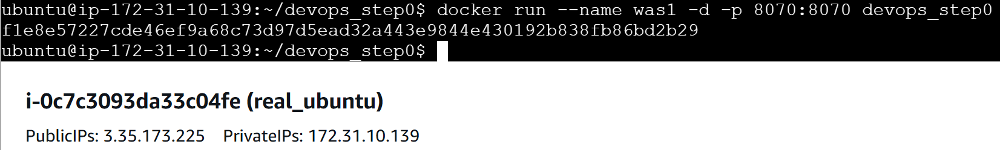 ubuntu@ip-172-31-10-139:~/devops_step0$ docker run --name was1 -d -p 8070:8070 devops_step0
f1e8e57227cde46ef9a68c73d97d5ead32a443e9844e430192b838fb86bd2b29
ubuntu@ip-172-31-10-139:~/devops_step0$
i-0c7c3093da33c04fe (real_ubuntu)
PublicIPs: 3.35.173.225 PrivateIPs: 172.31.10.139